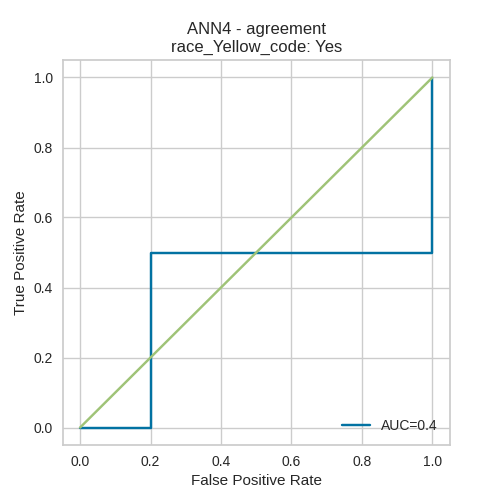 ANN4 - agreement
race_Yellow_code: Yes
True Positive Rate
1.0
0.8
0.6
0.4
0.2
0.0
AUC=0.4
0.0 0.2 0.4 0.6 0.8 1.0
False Positive Rate